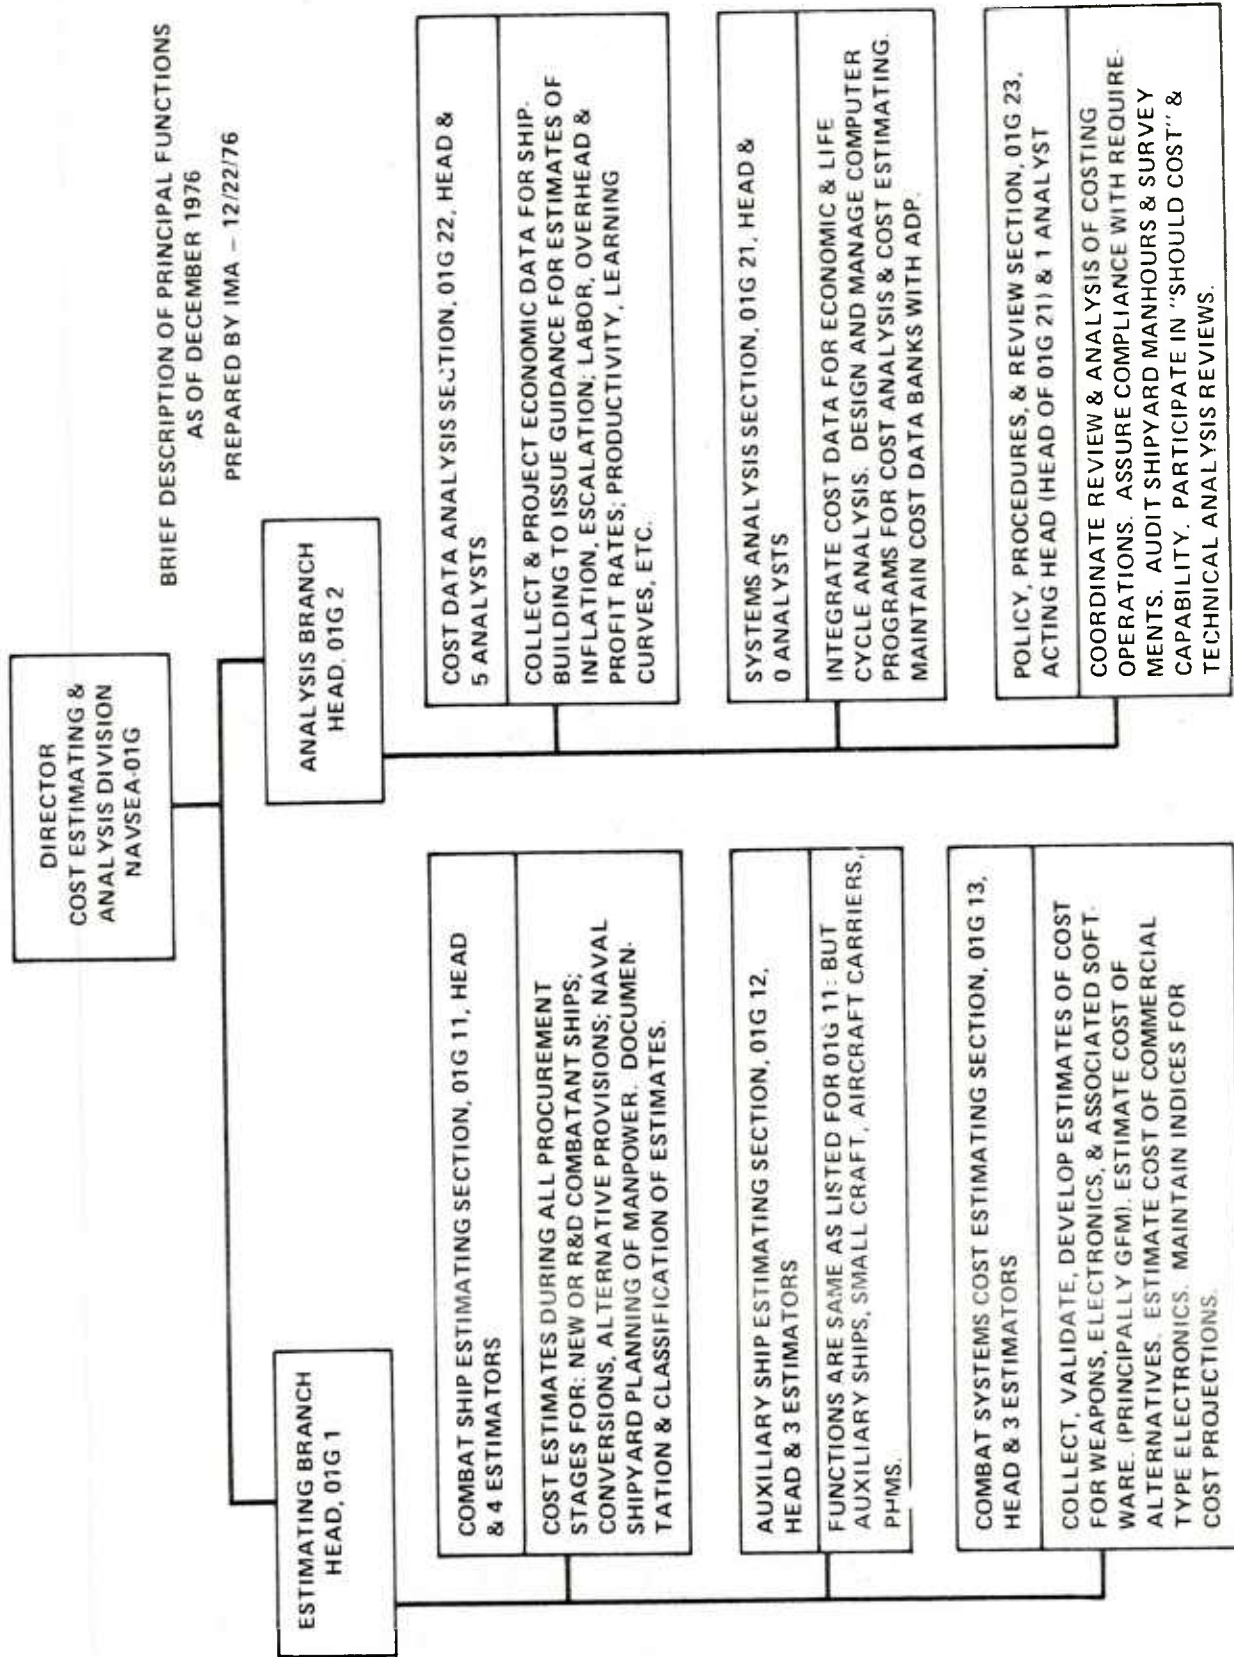 BRIEF DESCRIPTION OF PRINCIPAL FUNCTIONS
AS OF DECEMBER 1976
PREPARED BY IMA – 12/22/76
DIRECTOR
COST ESTIMATING &
ANALYSIS DIVISION
NAVSEA-01G
ESTIMATING BRANCH
HEAD, 01G 1
COMBAT SHIP ESTIMATING SECTION, 01G 11, HEAD
& 4 ESTIMATORS
COST ESTIMATES DURING ALL PROCUREMENT
STAGES FOR: NEW OR R&D COMBATANT SHIPS;
CONVERSIONS, ALTERNATIVE PROVISIONS; NAVAL
SHIPYARD PLANNING OF MANPOWER. DOCUMEN-
TATION & CLASSIFICATION OF ESTIMATES.
AUXILIARY SHIP ESTIMATING SECTION, 01G 12,
HEAD & 3 ESTIMATORS
FUNCTIONS ARE SAME AS LISTED FOR 01G 11: BUT
AUXILIARY SHIPS, SMALL CRAFT, AIRCRAFT CARRIERS,
PHMS.
COMBAT SYSTEMS COST ESTIMATING SECTION, 01G 13,
HEAD & 3 ESTIMATORS
COLLECT, VALIDATE, DEVELOP ESTIMATES OF COST
FOR WEAPONS, ELECTRONICS, & ASSOCIATED SOFT-
WARE. (PRINCIPALLY GFM). ESTIMATE COST OF
ALTERNATIVES. ESTIMATE COST OF COMMERCIAL
TYPE ELECTRONICS. MAINTAIN INDICES FOR
COST PROJECTIONS.
ANALYSIS BRANCH
HEAD, 01G 2
COST DATA ANALYSIS SECTION, 01G 22, HEAD &
5 ANALYSTS
COLLECT & PROJECT ECONOMIC DATA FOR SHIP-
BUILDING TO ISSUE GUIDANCE FOR ESTIMATES OF
INFLATION, ESCALATION; LABOR, OVERHEAD &
PROFIT RATES; PRODUCTIVITY, LEARNING
CURVES, ETC.
SYSTEMS ANALYSIS SECTION, 01G 21, HEAD &
0 ANALYSTS
INTEGRATE COST DATA FOR ECONOMIC & LIFE
CYCLE ANALYSIS. DESIGN AND MANAGE COMPUTER
PROGRAMS FOR COST ANALYSIS & COST ESTIMATING.
MAINTAIN COST DATA BANKS WITH ADP.
POLICY, PROCEDURES, & REVIEW SECTION, 01G 23,
ACTING HEAD (HEAD OF 01G 21) & 1 ANALYST
COORDINATE REVIEW & ANALYSIS OF COSTING
OPERATIONS. ASSURE COMPLIANCE WITH REQUIRE-
MENTS. AUDIT SHIPYARD MANHOURS & SURVEY
CAPABILITY. PARTICIPATE IN "SHOULD COST" &
TECHNICAL ANALYSIS REVIEWS.